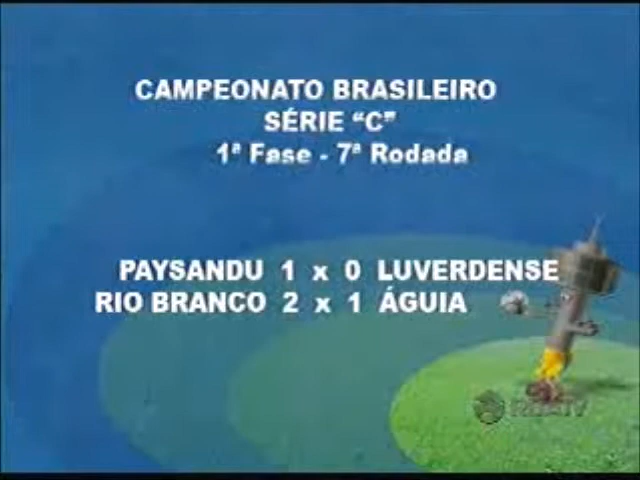 CAMPEONATO BRASILEIRO
SÉRIE “C”
1ª Fase - 7ª Rodada
PAYSANDU 1 x 0 LUVERDENSE
RIO BRANCO 2 x 1 ÁGUIA